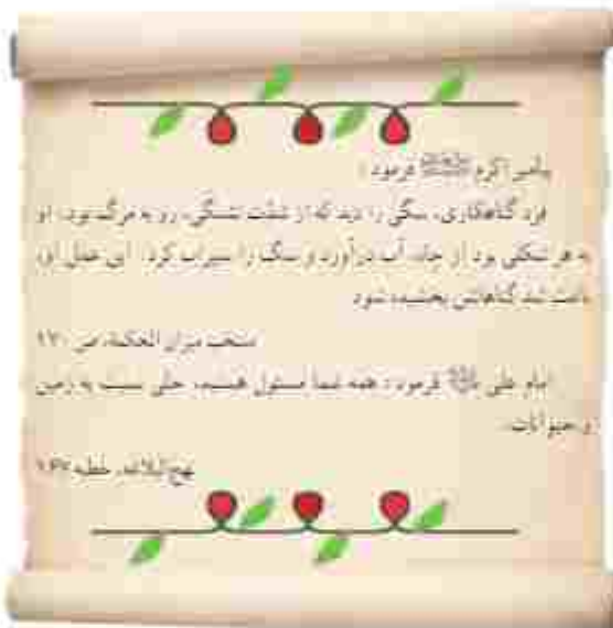 پیامبر اکرم ﷺ فرمود :
فرد گناهکاری، سگی را دید که از شدّت تشنگی، رو به مرگ بود، او
به هر شکلی بود از چاه، آب درآورد و سگ را سیراب کرد. این عمل او،
باعث شد گناهانش بخشیده شود
منتخب میزان الحکمة، ص ۱۷۰
امام علی فرمود : همه شما مسئول هستید، حتی نسبت به زمین
و حیوانات.
نهج البلاغه، خطبه ۱۶۷